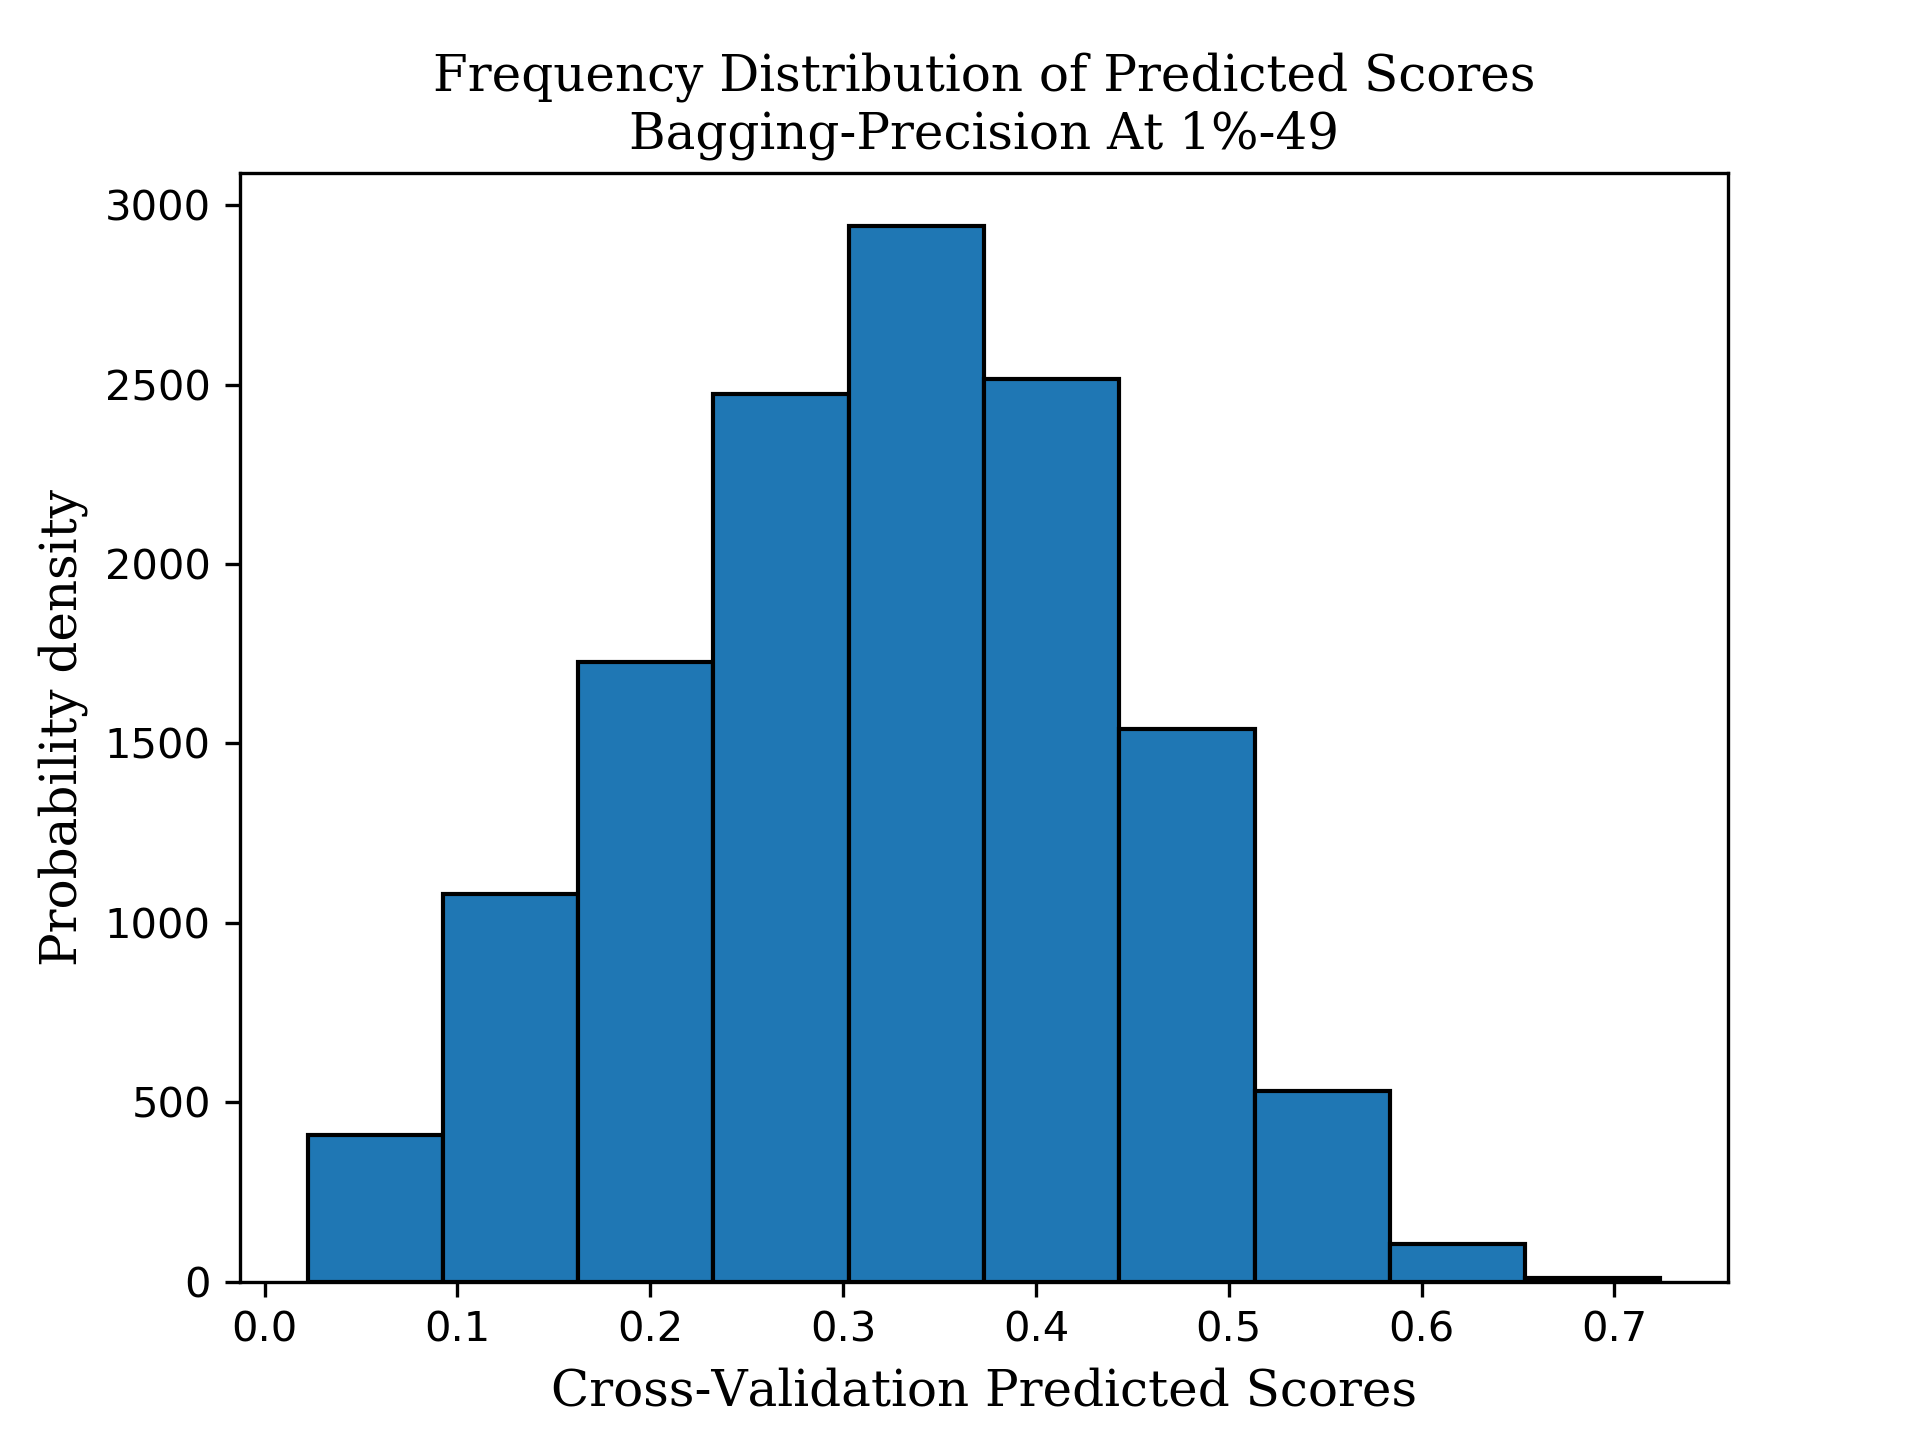 Frequency Distribution of Predicted Scores
Bagging-Precision At 1%-49
3000
2500
2000
1500
1000
500
0
Probability density
0.0 0.1 0.2 0.3 0.4 0.5 0.6 0.7
Cross-Validation Predicted Scores